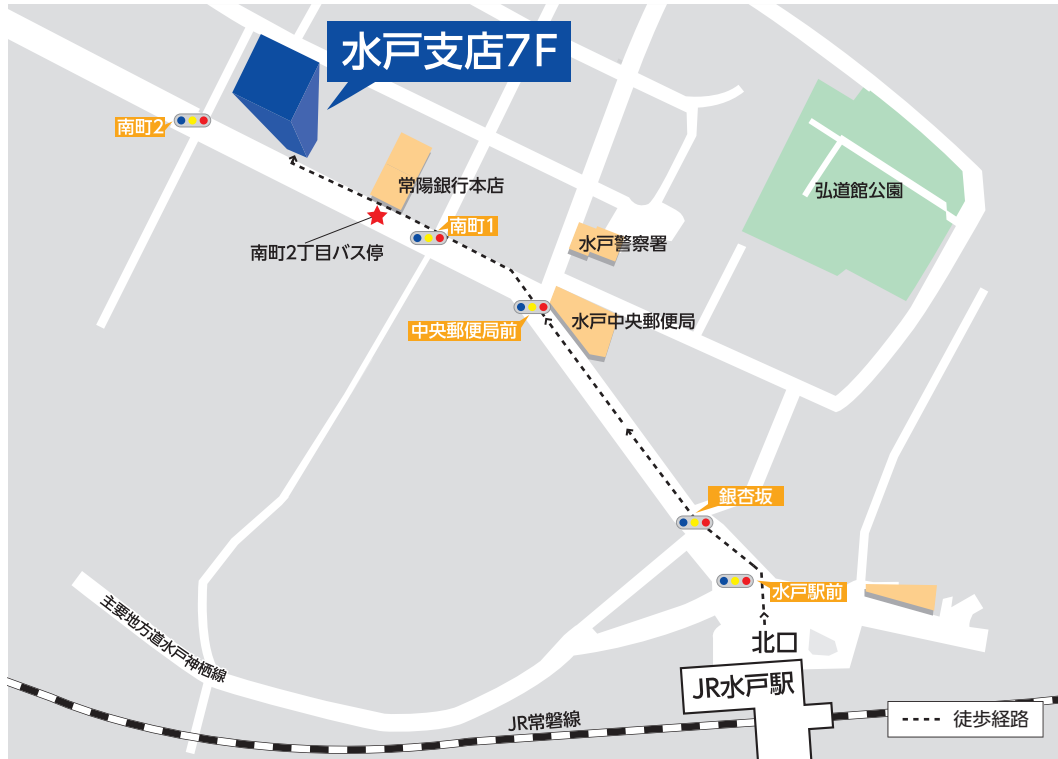 水戸支店7F
南町2
常陽銀行本店
弘道館公園
南町1
南町2丁目バス停
水戸警察署
中央郵便局前
水戸中央郵便局
銀杏坂
水戸駅前
主要地方道水戸神栖線
北口
JR水戸駅
JR常磐線
徒歩経路